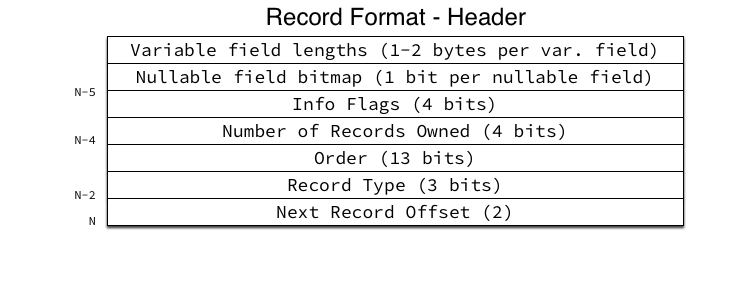 Record Format - Header
Variable field lengths (1-2 bytes per var. field)
Nullable field bitmap (1 bit per nullable field)
N-5
Info Flags (4 bits)
Number of Records Owned (4 bits)
N-4
Order (13 bits)
Record Type (3 bits)
N-2
Next Record Offset (2)
N